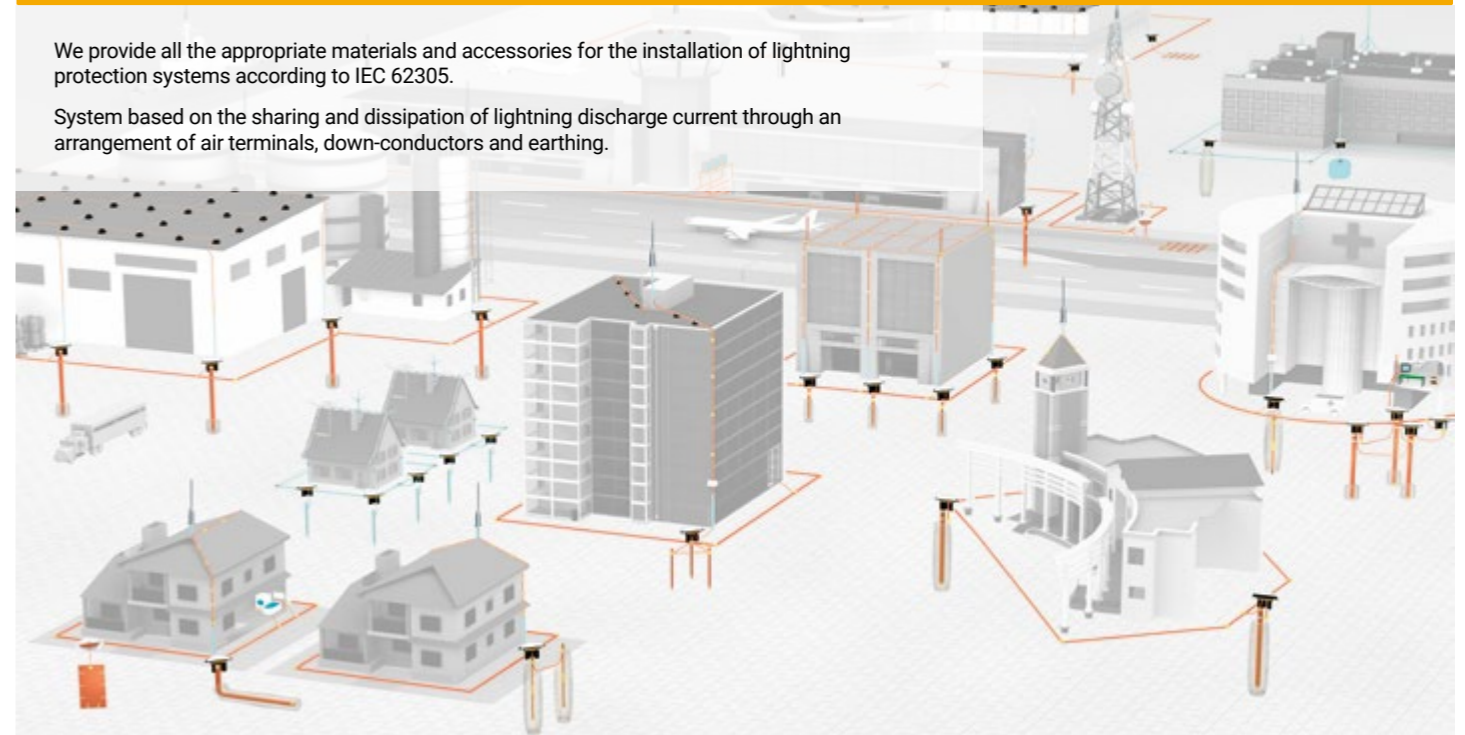 We provide all the appropriate materials and accessories for the installation of lightning
protection systems according to IEC 62305.
System based on the sharing and dissipation of lightning discharge current through an
arrangement of air terminals, down-conductors and earthing.